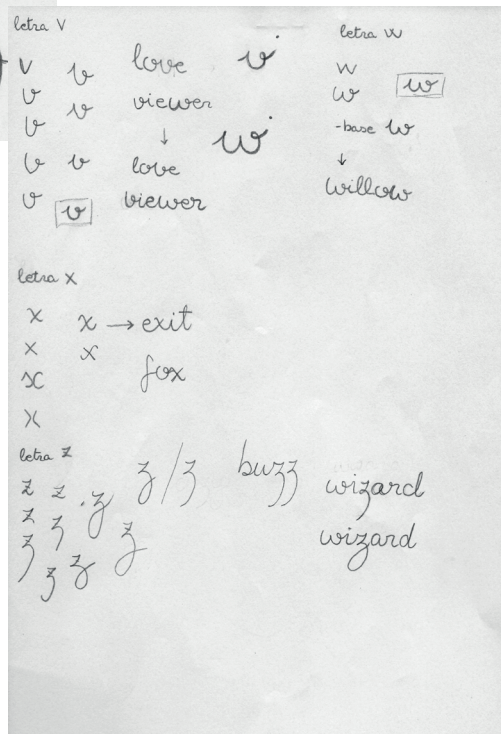 letra V
v v love v
v viewer
v v ↓ w
v v love
v v viewer
letra W
w
w w
-base w
↓
willow
letra X
x x → exit
x x
x fox
x
letra Z
z z z z/z buzz wizard
z z z wizard
z z z